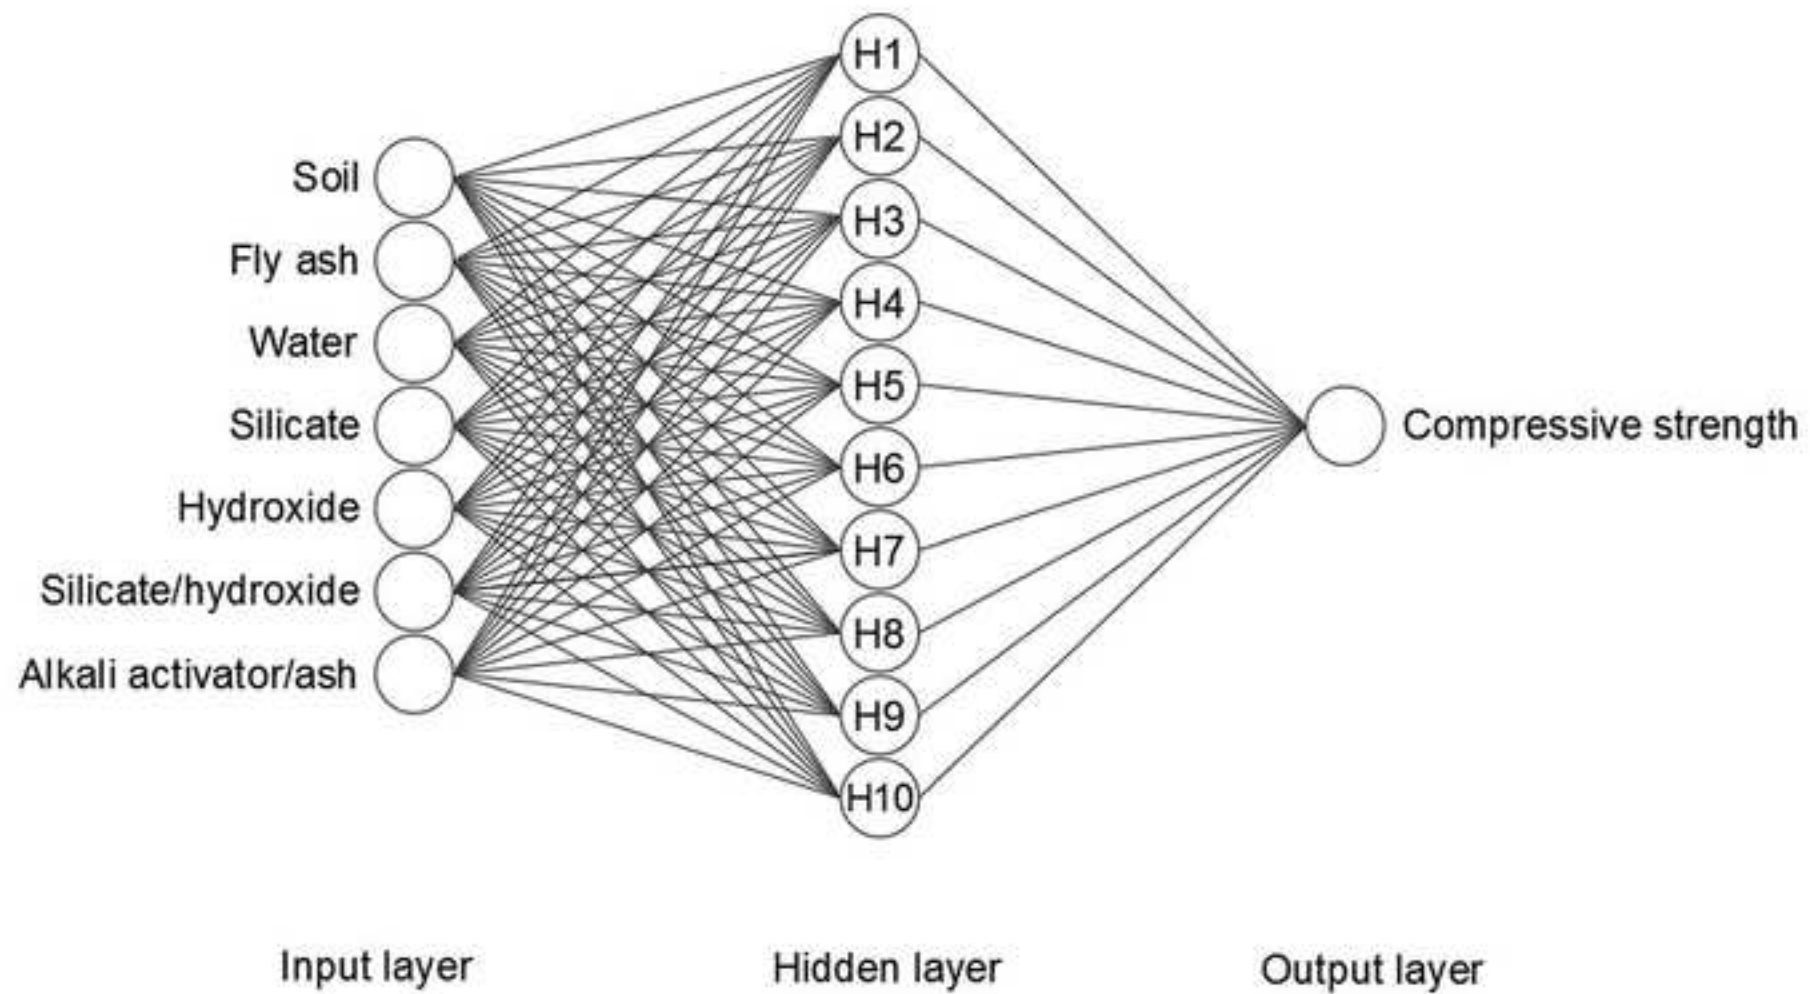 H1
H2
Soil
H3
Fly ash
H4
Water
H5
Silicate
Compressive strength
H6
Hydroxide
H7
Silicate/hydroxide
H8
Alkali activator/ash
H9
H10
Input layer
Hidden layer
Output layer